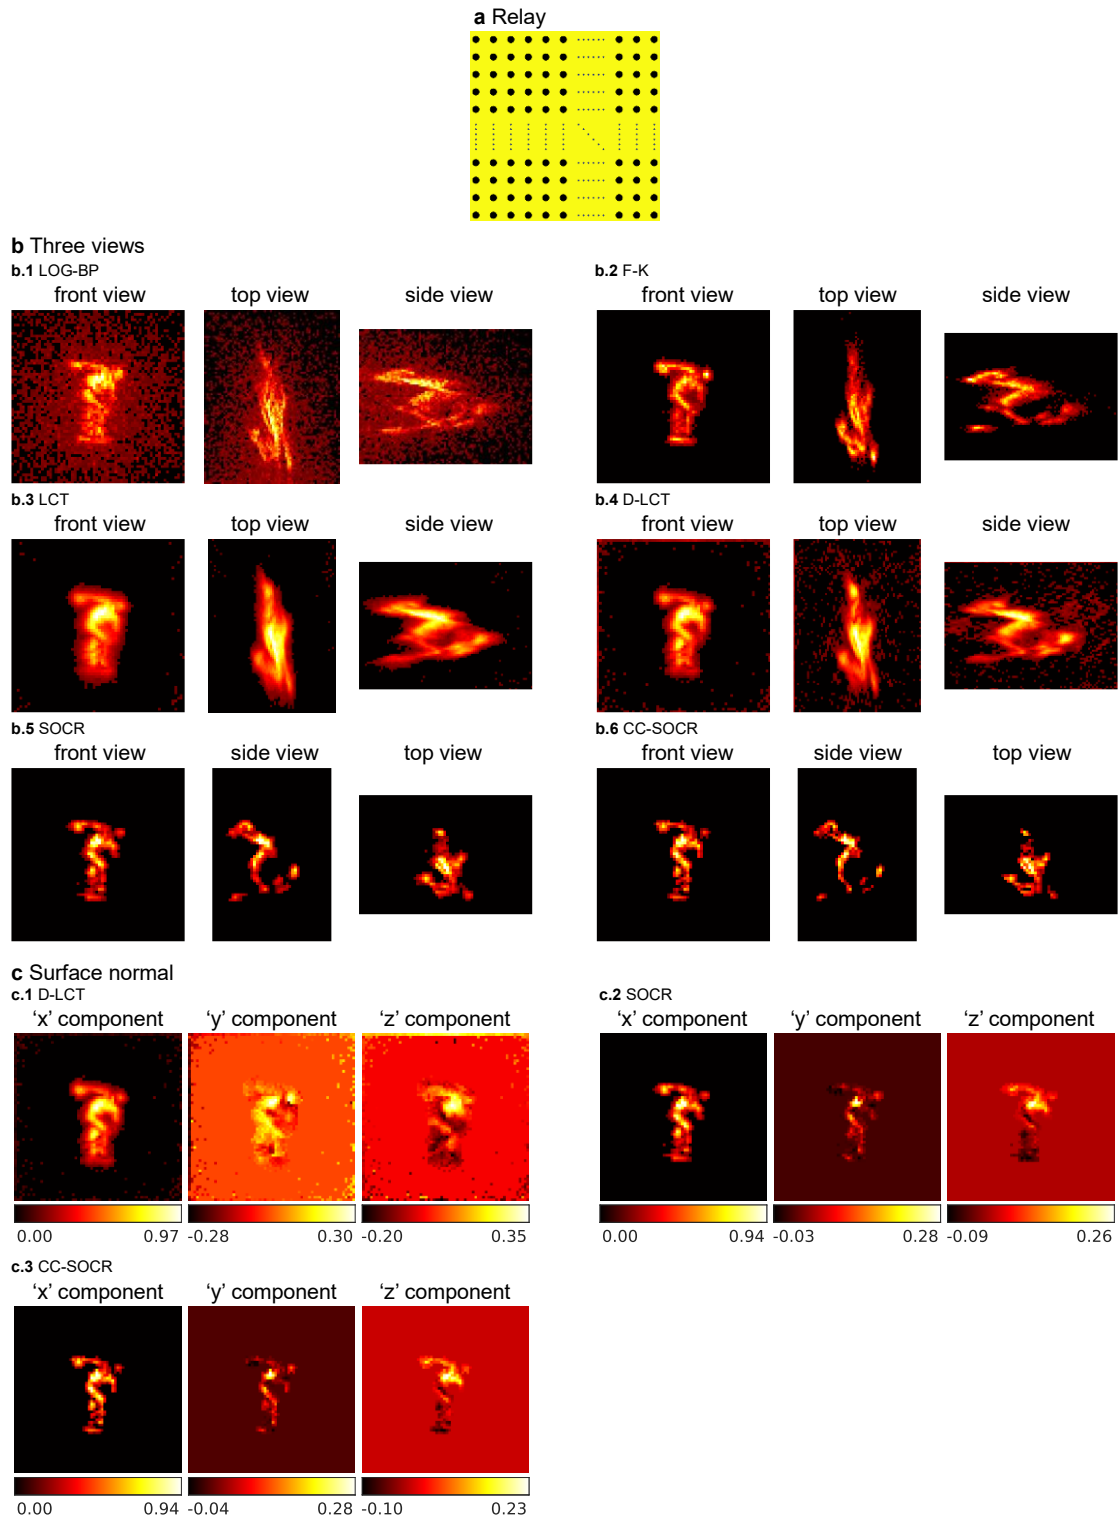 a Relay
b Three views
b.1 LOG-BP
front view top view side view
b.2 F-K
front view top view side view
b.3 LCT
front view top view side view
b.4 D-LCT
front view top view side view
b.5 SOCR
front view side view top view
b.6 CC-SOCR
front view side view top view
c Surface normal
c.1 D-LCT
‘x’ component ‘y’ component ‘z’ component
0.00 0.97 -0.28 0.30 -0.20 0.35
c.2 SOCR
‘x’ component ‘y’ component ‘z’ component
0.00 0.94 -0.03 0.28 -0.09 0.26
c.3 CC-SOCR
‘x’ component ‘y’ component ‘z’ component
0.00 0.94 -0.04 0.28 -0.10 0.23